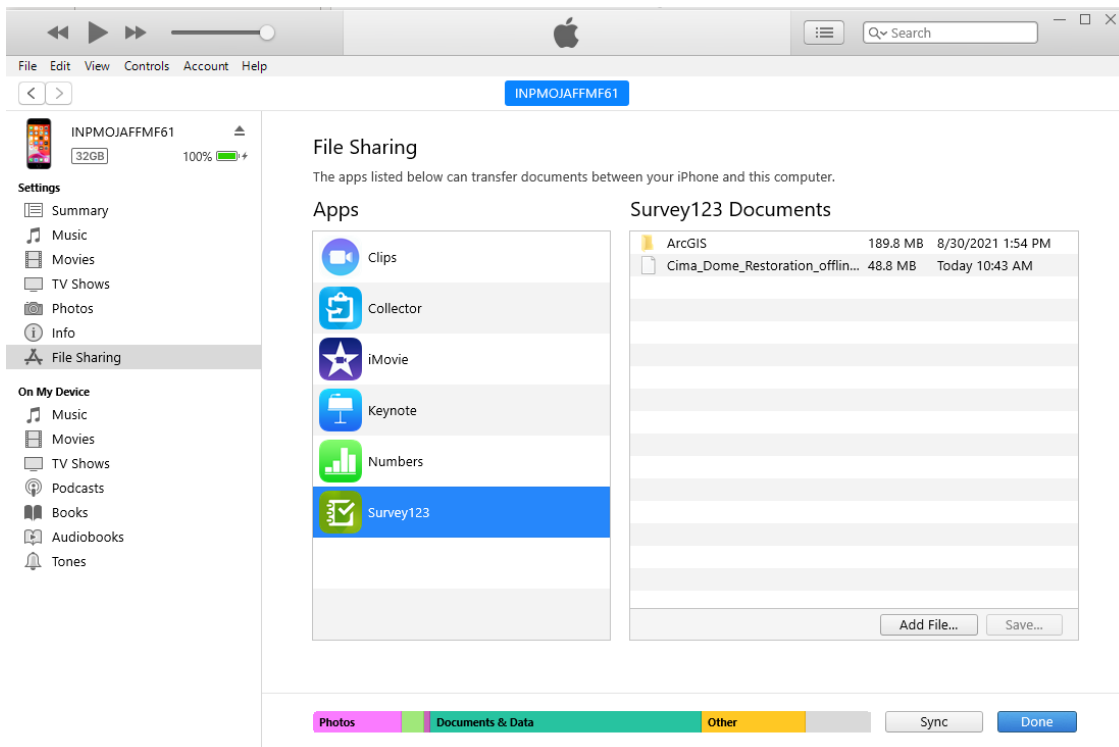 Search
File Edit View Controls Account Help
INPMOJAFFMF61
INPMOJAFFMF61
32GB 100%
Settings
Summary
Music
Movies
TV Shows
Photos
Info
File Sharing
On My Device
Music
Movies
TV Shows
Podcasts
Books
Audiobooks
Tones
File Sharing
The apps listed below can transfer documents between your iPhone and this computer.
Apps
Clips
Collector
iMovie
Keynote
Numbers
Survey123
Survey123 Documents
ArcGIS 189.8 MB 8/30/2021 1:54 PM
Cima_Dome_Restoration_offlin... 48.8 MB Today 10:43 AM
Add File... Save...
Photos Documents & Data Other Sync Done